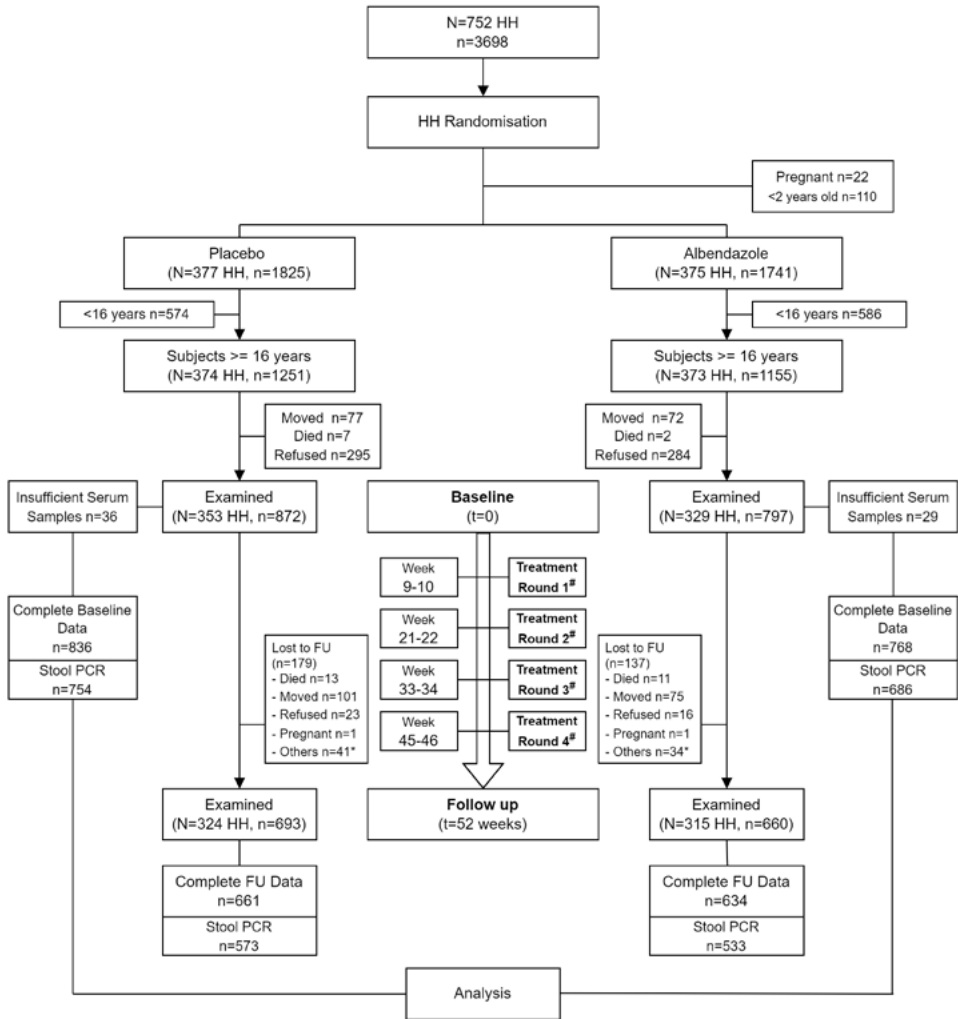 N=752 HH
n=3698
HH Randomisation
Pregnant n=22
<2 years old n=110
Placebo
(N=377 HH, n=1825)
Albendazole
(N=375 HH, n=1741)
<16 years n=574
<16 years n=586
Subjects >= 16 years
(N=374 HH, n=1251)
Subjects >= 16 years
(N=373 HH, n=1155)
Moved n=77
Died n=7
Refused n=295
Moved n=72
Died n=2
Refused n=284
Insufficient Serum
Samples n=36
Examined
(N=353 HH, n=872)
Baseline
(t=0)
Examined
(N=329 HH, n=797)
Insufficient Serum
Samples n=29
Week
9-10
Treatment
Round 1#
Week
21-22
Treatment
Round 2#
Week
33-34
Treatment
Round 3#
Week
45-46
Treatment
Round 4#
Complete Baseline
Data
n=836
Stool PCR
n=754
Lost to FU
(n=179)
- Died n=13
- Moved n=101
- Refused n=23
- Pregnant n=1
- Others n=41*
Lost to FU
(n=137)
- Died n=11
- Moved n=75
- Refused n=16
- Pregnant n=1
- Others n=34*
Complete Baseline
Data
n=768
Stool PCR
n=686
Examined
(N=324 HH, n=693)
Follow up
(t=52 weeks)
Examined
(N=315 HH, n=660)
Complete FU Data
n=661
Stool PCR
n=573
Complete FU Data
n=634
Stool PCR
n=533
Analysis